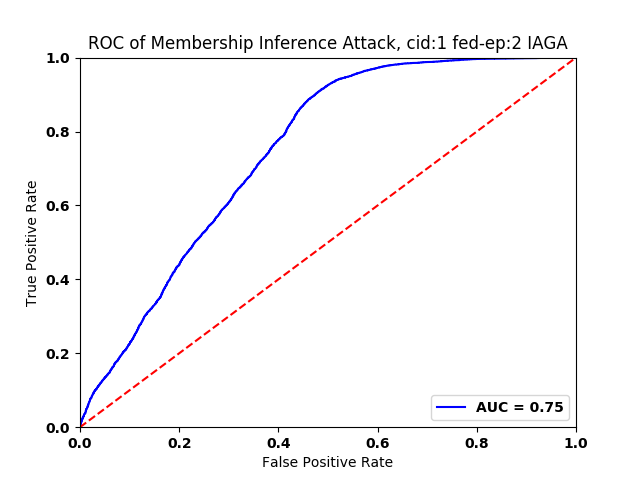 ROC of Membership Inference Attack, cid:1 fed-ep:2 IAGA
1.0
0.8
0.6
0.4
0.2
0.0
True Positive Rate
AUC = 0.75
0.0 0.2 0.4 0.6 0.8 1.0
False Positive Rate